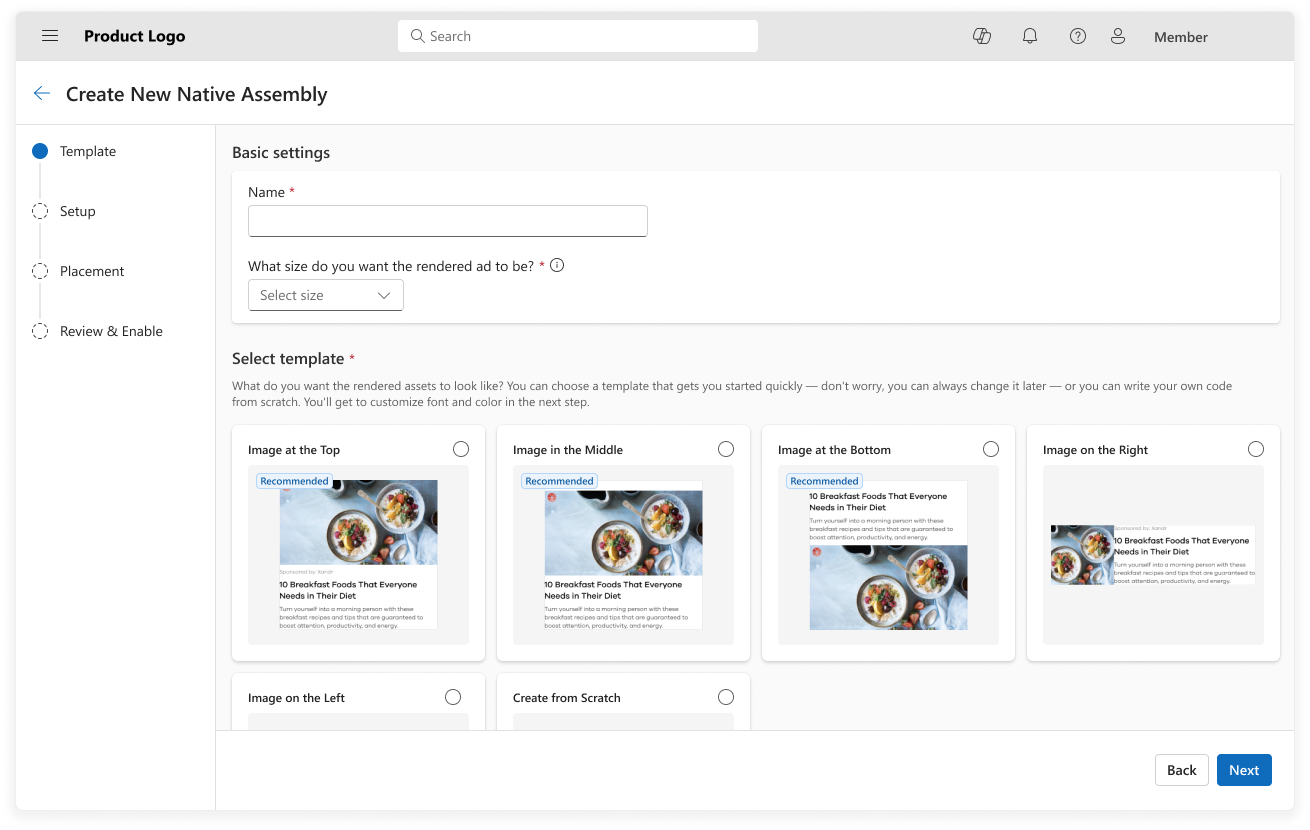 Product Logo
Search
Member
Create New Native Assembly
Template
Setup
Placement
Review & Enable
Basic settings
Name *
What size do you want the rendered ad to be? *
Select size
Select template *
What do you want the rendered assets to look like? You can choose a template that gets you started quickly — don't worry, you can always change it later — or you can write your own code
from scratch. You'll get to customize font and color in the next step.
Image at the Top
Recommended
Sponsored by: Xandr
10 Breakfast Foods That Everyone
Needs in Their Diet
Turn yourself into a morning person with these
breakfast recipes and tips that are guaranteed to
boost attention, productivity, and energy.
Image in the Middle
Recommended
10 Breakfast Foods That Everyone
Needs in Their Diet
Turn yourself into a morning person with these
breakfast recipes and tips that are guaranteed to
boost attention, productivity, and energy.
Image at the Bottom
Recommended
10 Breakfast Foods That Everyone
Needs in Their Diet
Turn yourself into a morning person with these
breakfast recipes and tips that are guaranteed to
boost attention, productivity, and energy.
Image on the Right
Sponsored by: Xandr
10 Breakfast Foods That Everyone
Needs in Their Diet
Turn yourself into a morning person with these
breakfast recipes and tips that are guaranteed to
boost attention, productivity, and energy.
Image on the Left
Create from Scratch
Back
Next